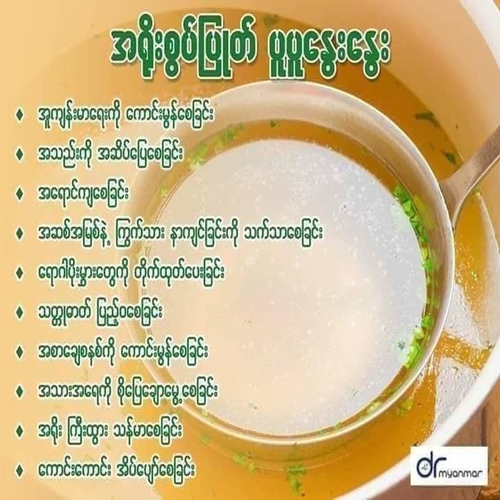 အရိုးစွပ်ပြုတ် ပူပူနွေးနွေး
♦ အူကျန်းမာရေးကို ကောင်းမွန်စေခြင်း
♦ အသည်းကို အဆိပ်ပြေစေခြင်း
♦ အရောင်ကျစေခြင်း
♦ အဆစ်အမြစ်နဲ့ ကြွက်သား နာကျင်ခြင်းကို သက်သာစေခြင်း
♦ ရောဂါပိုးမွှားတွေကို တိုက်ထုတ်ပေးခြင်း
♦ သတ္တုဓာတ် ပြည့်ဝစေခြင်း
♦ အစာချေစနစ်ကို ကောင်းမွန်စေခြင်း
♦ အသားအရေကို စိုပြေချောမွေ့စေခြင်း
♦ အရိုး ကြီးထွား သန်မာစေခြင်း
♦ ကောင်းကောင်း အိပ်ပျော်စေခြင်း
dr
myanmar